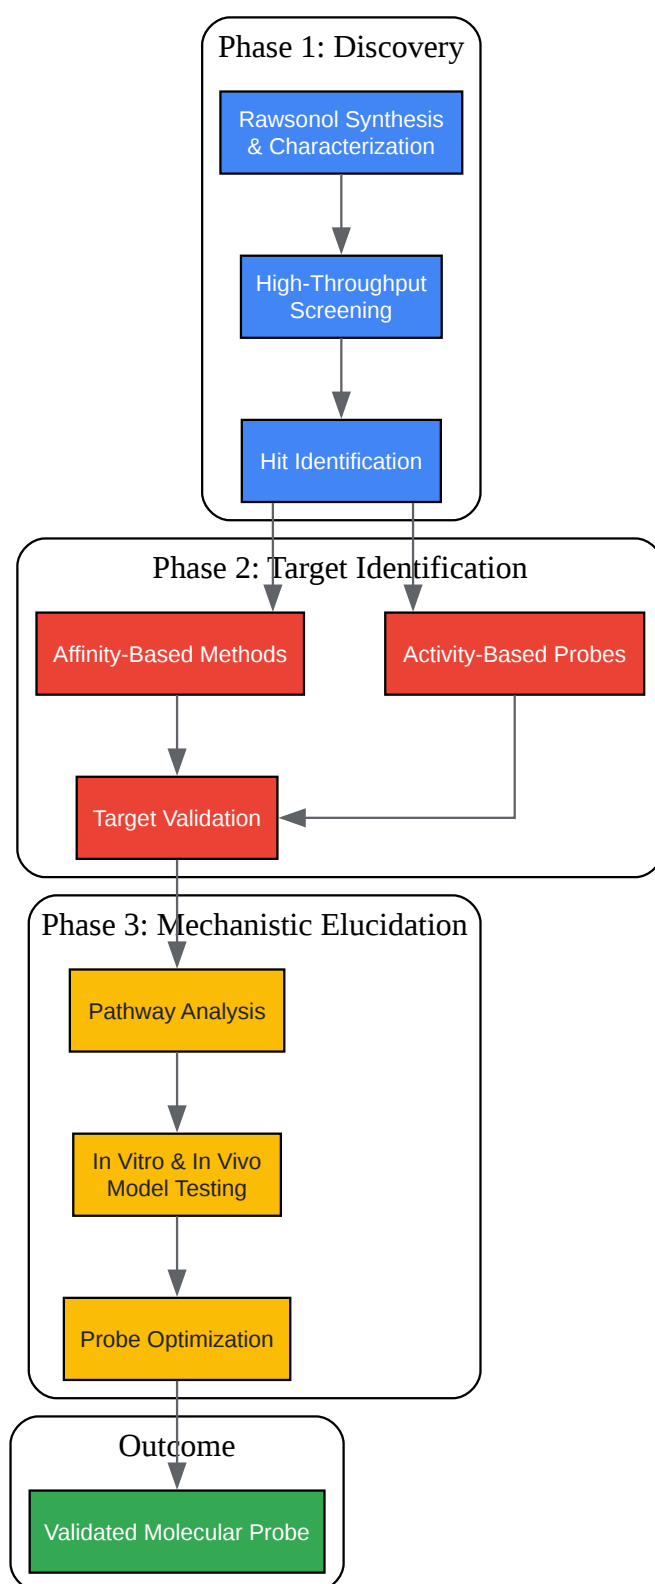 Phase 1: Discovery
Rawsonol Synthesis
& Characterization
High-Throughput
Screening
Hit Identification
Phase 2: Target Identification
Affinity-Based Methods
Activity-Based Probes
Target Validation
Phase 3: Mechanistic Elucidation
Pathway Analysis
In Vitro & In Vivo
Model Testing
Probe Optimization
Outcome
Validated Molecular Probe